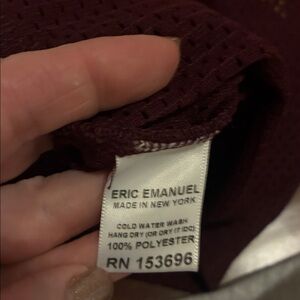 ERIC EMANUEL
MADE IN NEW YORK
COLD WATER WASH
HANG DRY (OR DRY IT IDC)
100% POLYESTER
RN 153696